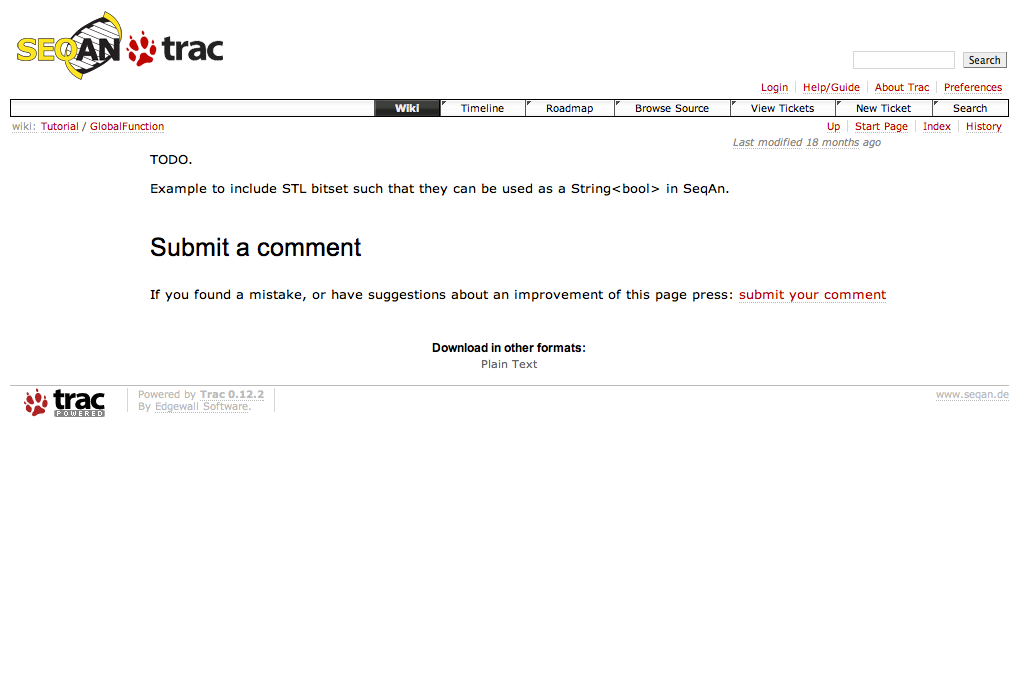 SEQAN trac
Search
Login Help/Guide About Trac Preferences
Wiki Timeline Roadmap Browse Source View Tickets New Ticket Search
wiki: Tutorial / GlobalFunction Up Start Page Index History
Last modified 18 months ago
TODO.
Example to include STL bitset such that they can be used as a String<bool> in SeqAn.
Submit a comment
If you found a mistake, or have suggestions about an improvement of this page press: submit your comment
Download in other formats:
Plain Text
trac POWERED
Powered by Trac 0.12.2
By Edgewall Software.
www.seqan.de